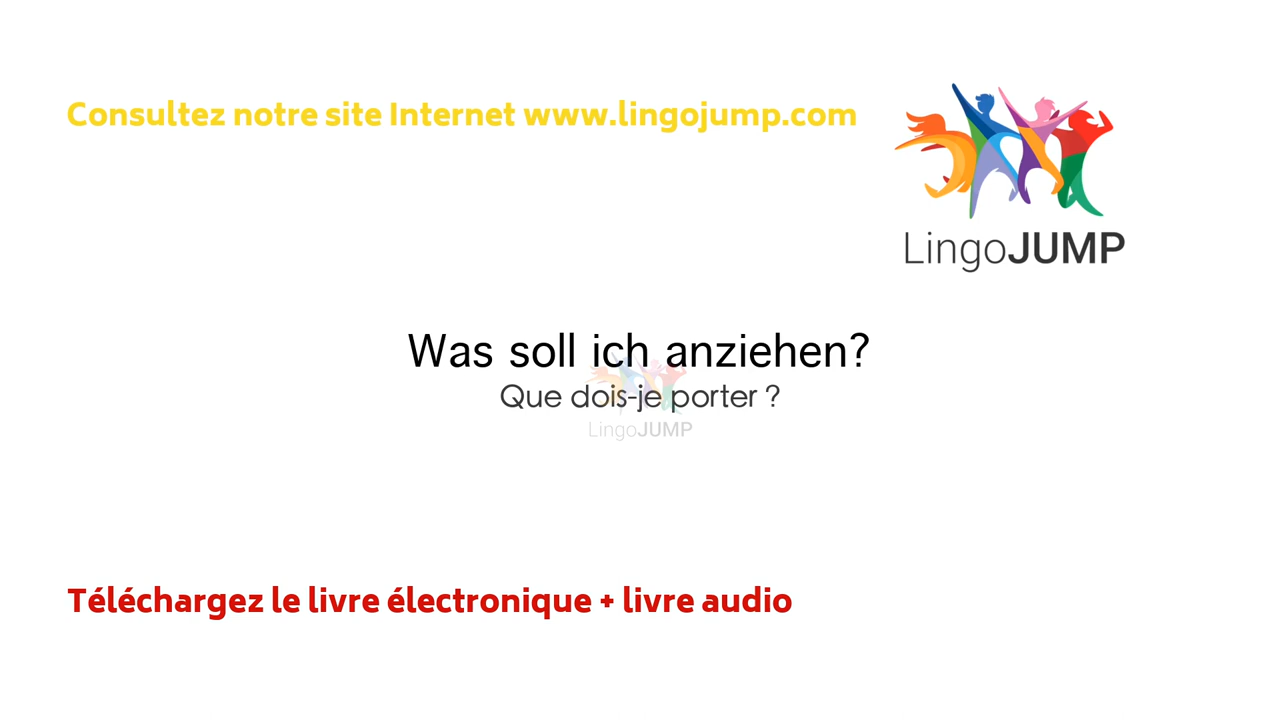 Consultez notre site Internet www.lingojump.com
LingoJUMP
Was soll ich anziehen?
Que dois-je porter ?
LingoJUMP
Téléchargez le livre électronique + livre audio